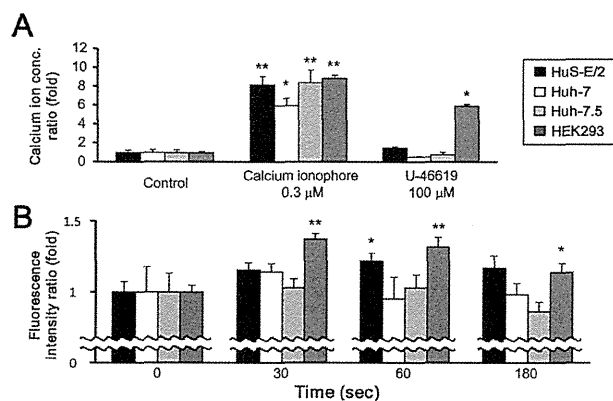 A
Calcium ion conc.
ratio (fold)
12
10
8
6
4
2
0
**
*
**
**
*
Control
Calcium ionophore
0.3 μM
U-46619
100 μM
HuS-E/2
Huh-7
Huh-7.5
HEK293
B
Fluorescence
intensity ratio (fold)
1.5
1
0
**
*
**
*
0
30
60
180
Time (sec)